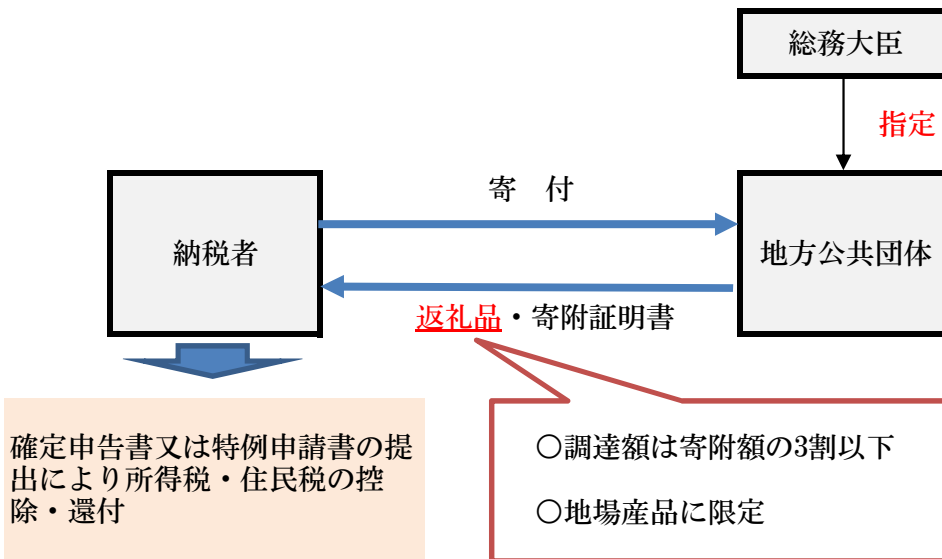 総務大臣
指定
寄　付
納税者
地方公共団体
返礼品・寄附証明書
確定申告書又は特例申請書の提
出により所得税・住民税の控
除・還付
〇調達額は寄附額の3割以下
〇地場産品に限定